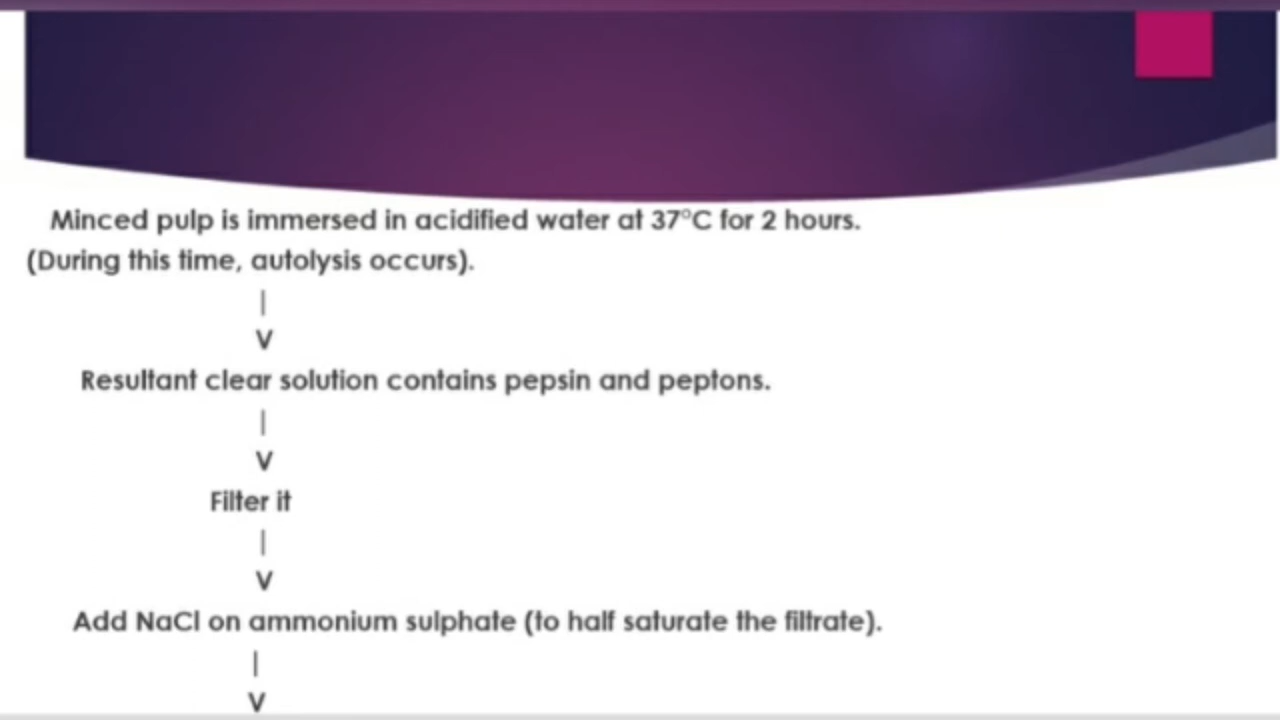 Minced pulp is immersed in acidified water at 37°C for 2 hours.
(During this time, autolysis occurs).
|
V
Resultant clear solution contains pepsin and peptons.
|
V
Filter it
|
V
Add NaCl on ammonium sulphate (to half saturate the filtrate).
|
V